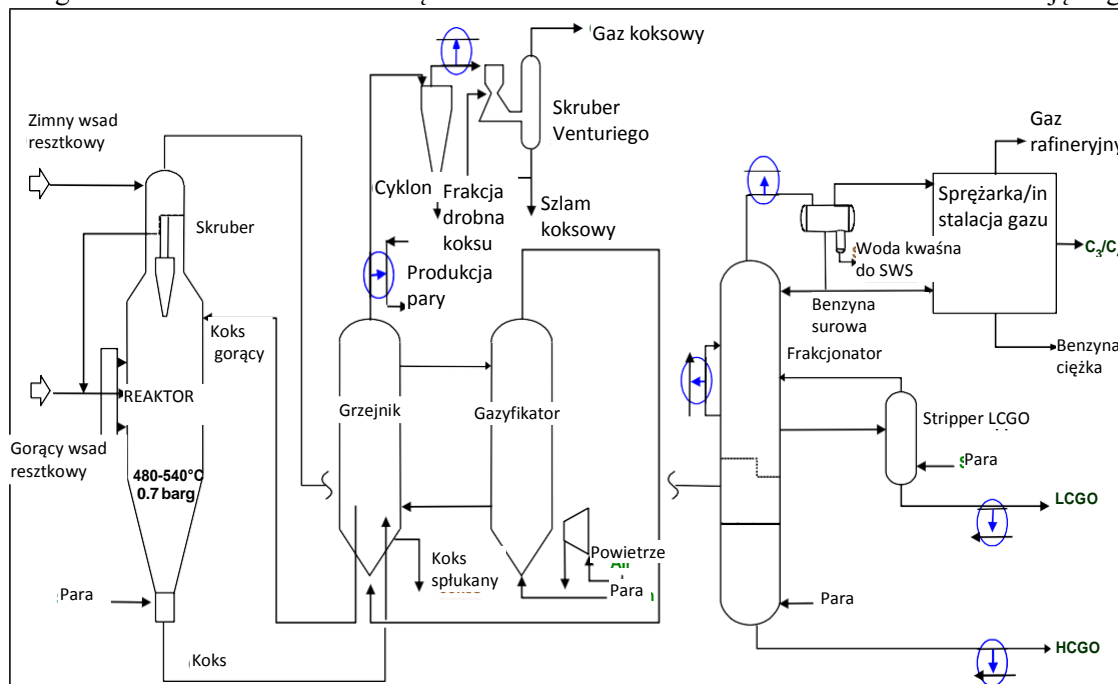 Gaz koksowy
Zimny wsad
resztkowy
Skruber
Venturiego
Gaz
rafineryjny
Cyklon
Frakcja
drobna
koksu
Szlam
koksowy
Sprężarka/in
stalacja gazu
Skruber
Woda kwaśna
do SWS
C₃/C
Produkcja
pary
Benzyna
surowa
Koks
gorący
Frakcjonator
Benzyna
ciężka
REAKTOR
Grzejnik
Gazyfikator
Stripper LCGO
Gorący wsad
resztkowy
480-540°C
0.7 barg
Para
LCGO
Koks
spłukany
Powietrze
Para
Para
Para
HCGO
Koks